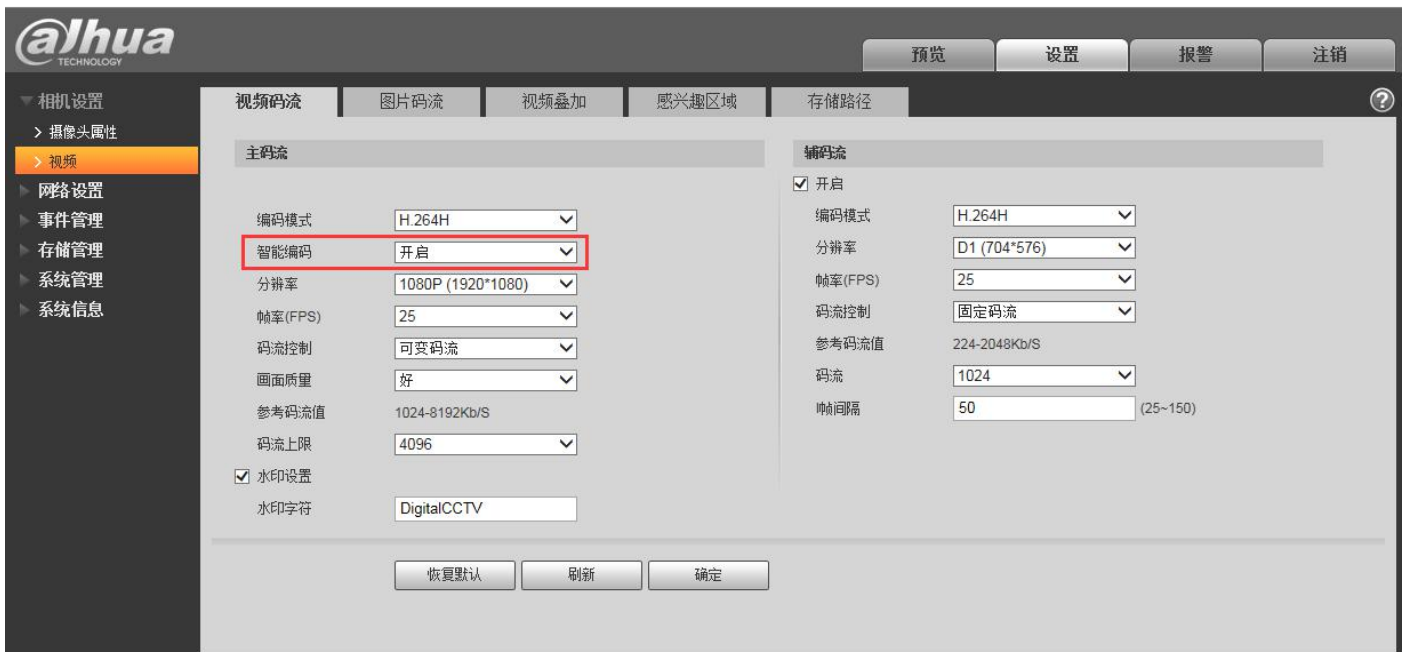 alhua
TECHNOLOGY
预览 设置 报警 注销
相机设置
摄像头属性
视频
网络设置
事件管理
存储管理
系统管理
系统信息
视频码流 图片码流 视频叠加 感兴趣区域 存储路径
?
主码流
编码模式 H.264H
智能编码 开启
分辨率 1080P (1920*1080)
帧率(FPS) 25
码流控制 可变码流
画面质量 好
参考码流值 1024-8192Kb/S
码流上限 4096
水印设置
水印字符 DigitalCCTV
辅码流
开启
编码模式 H.264H
分辨率 D1 (704*576)
帧率(FPS) 25
码流控制 固定码流
参考码流值 224-2048Kb/S
码流 1024
I帧间隔 50 (25~150)
恢复默认 刷新 确定